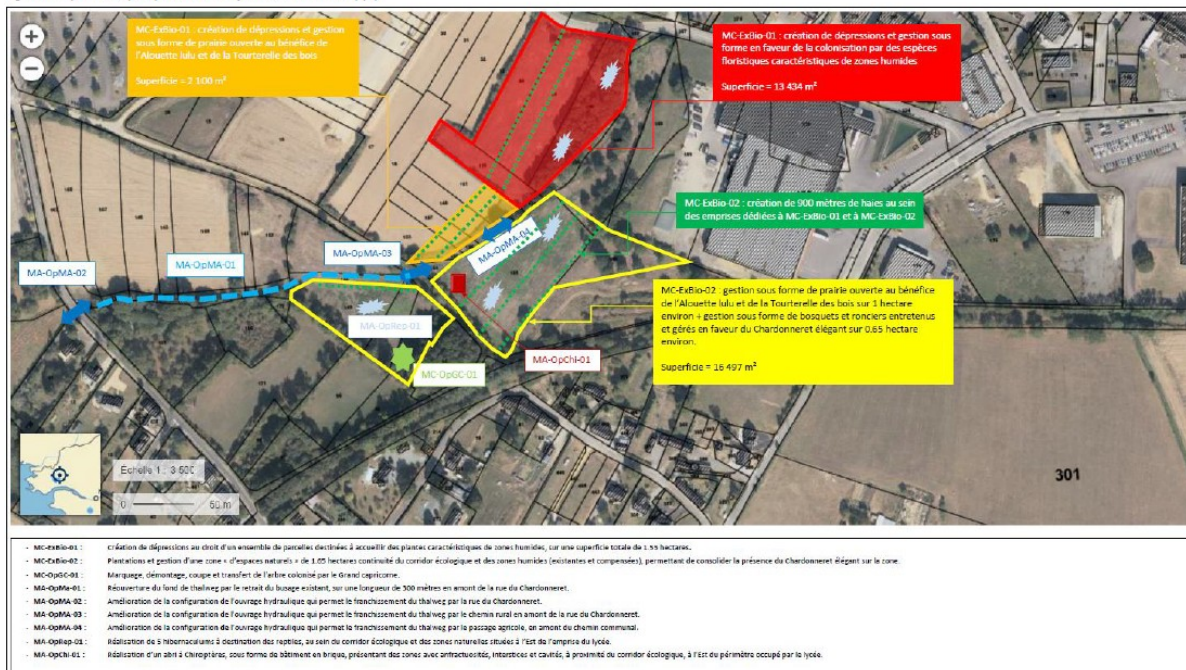 MC-ExBio-01 : création de dépressions et gestion
sous forme de prairie ouverte au bénéfice de
l'Alouette lulu et de la Tourterelle des bois
Superficie = 2 100 m²
MC-ExBio-01 : création de dépressions et gestion sous
forme en faveur de la colonisation par des espèces
floristiques caractéristiques de zones humides
Superficie = 13 434 m²
MC-ExBio-02 : création de 900 mètres de haies au sein
des emprises dédiées à MC-ExBio-01 et à MC-ExBio-02
MA-OpMA-04
MA-OpMA-03
MA-OpMA-01
MA-OpMA-02
MC-ExBio-02 : gestion sous forme de prairie ouverte au bénéfice
de l'Alouette lulu et de la Tourterelle des bois sur 1 hectare
environ + gestion sous forme de bosquets et ronciers entretenus
et gérés en faveur du Chardonneret élégant sur 0.65 hectare
environ.
Superficie = 16 497 m²
MA-OpRep-01
MA-OpChi-01
MC-OpGC-01
Échelle 1 : 3 500
0 50 m
301
- MC-ExBio-01 : Création de dépressions au droit d'un ensemble de parcelles destinées à accueillir des plantes caractéristiques de zones humides, sur une superficie totale de 1.55 hectares.
- MC-ExBio-02 : Plantations et gestion d'une zone « d'espaces naturels » de 1.65 hectares continuité du corridor écologique et des zones humides (existantes et compensées), permettant de consolider la présence du Chardonneret élégant sur la zone.
- MC-OpGC-01 : Marquage, démontage, coupe et transfert de l'arbre colonisé par le Grand capricorne.
- MA-OpMa-01 : Réouverture du fond de thalweg par le retrait du busage existant, sur une longueur de 300 mètres en amont de la rue du Chardonneret.
- MA-OpMA-02 : Amélioration de la configuration de l'ouvrage hydraulique qui permet le franchissement du thalweg par la rue du Chardonneret.
- MA-OpMA-03 : Amélioration de la configuration de l'ouvrage hydraulique qui permet le franchissement du thalweg par le chemin rural en amont de la rue du Chardonneret.
- MA-OpMA-04 : Amélioration de la configuration de l'ouvrage hydraulique qui permet le franchissement du thalweg par le passage agricole, en amont du chemin communal.
- MA-OpRep-01 : Réalisation de 5 hibernaculums à destination des reptiles, au sein du corridor écologique et des zones naturelles situées à l'Est de l'emprise du lycée.
- MA-OpChi-01 : Réalisation d'un abri à Chiroptères, sous forme de bâtiment en brique, présentant des zones avec anfractuosités, interstices et cavités, à proximité du corridor écologique, à l'Est du périmètre occupé par le lycée.